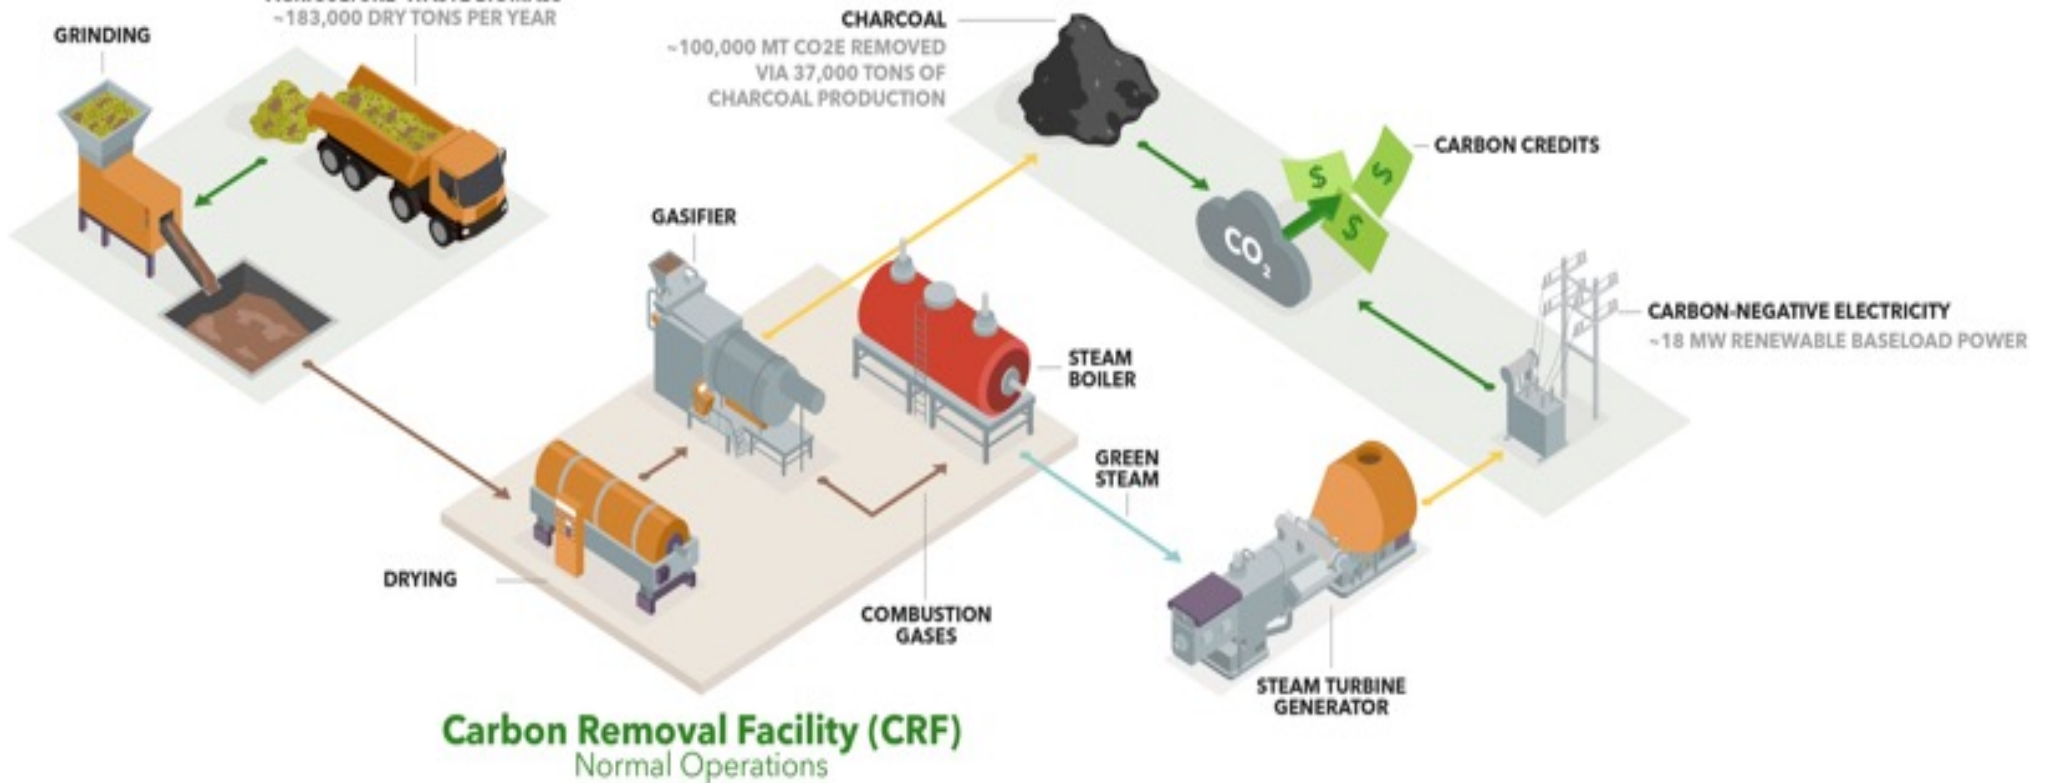 ~183,000 DRY TONS PER YEAR
GRINDING
CHARCOAL
~100,000 MT CO2E REMOVED
VIA 37,000 TONS OF
CHARCOAL PRODUCTION
CARBON CREDITS
$
$
$
CO2
GASIFIER
STEAM
BOILER
CARBON-NEGATIVE ELECTRICITY
~18 MW RENEWABLE BASELOAD POWER
GREEN
STEAM
DRYING
COMBUSTION
GASES
STEAM TURBINE
GENERATOR
Carbon Removal Facility (CRF)
Normal Operations